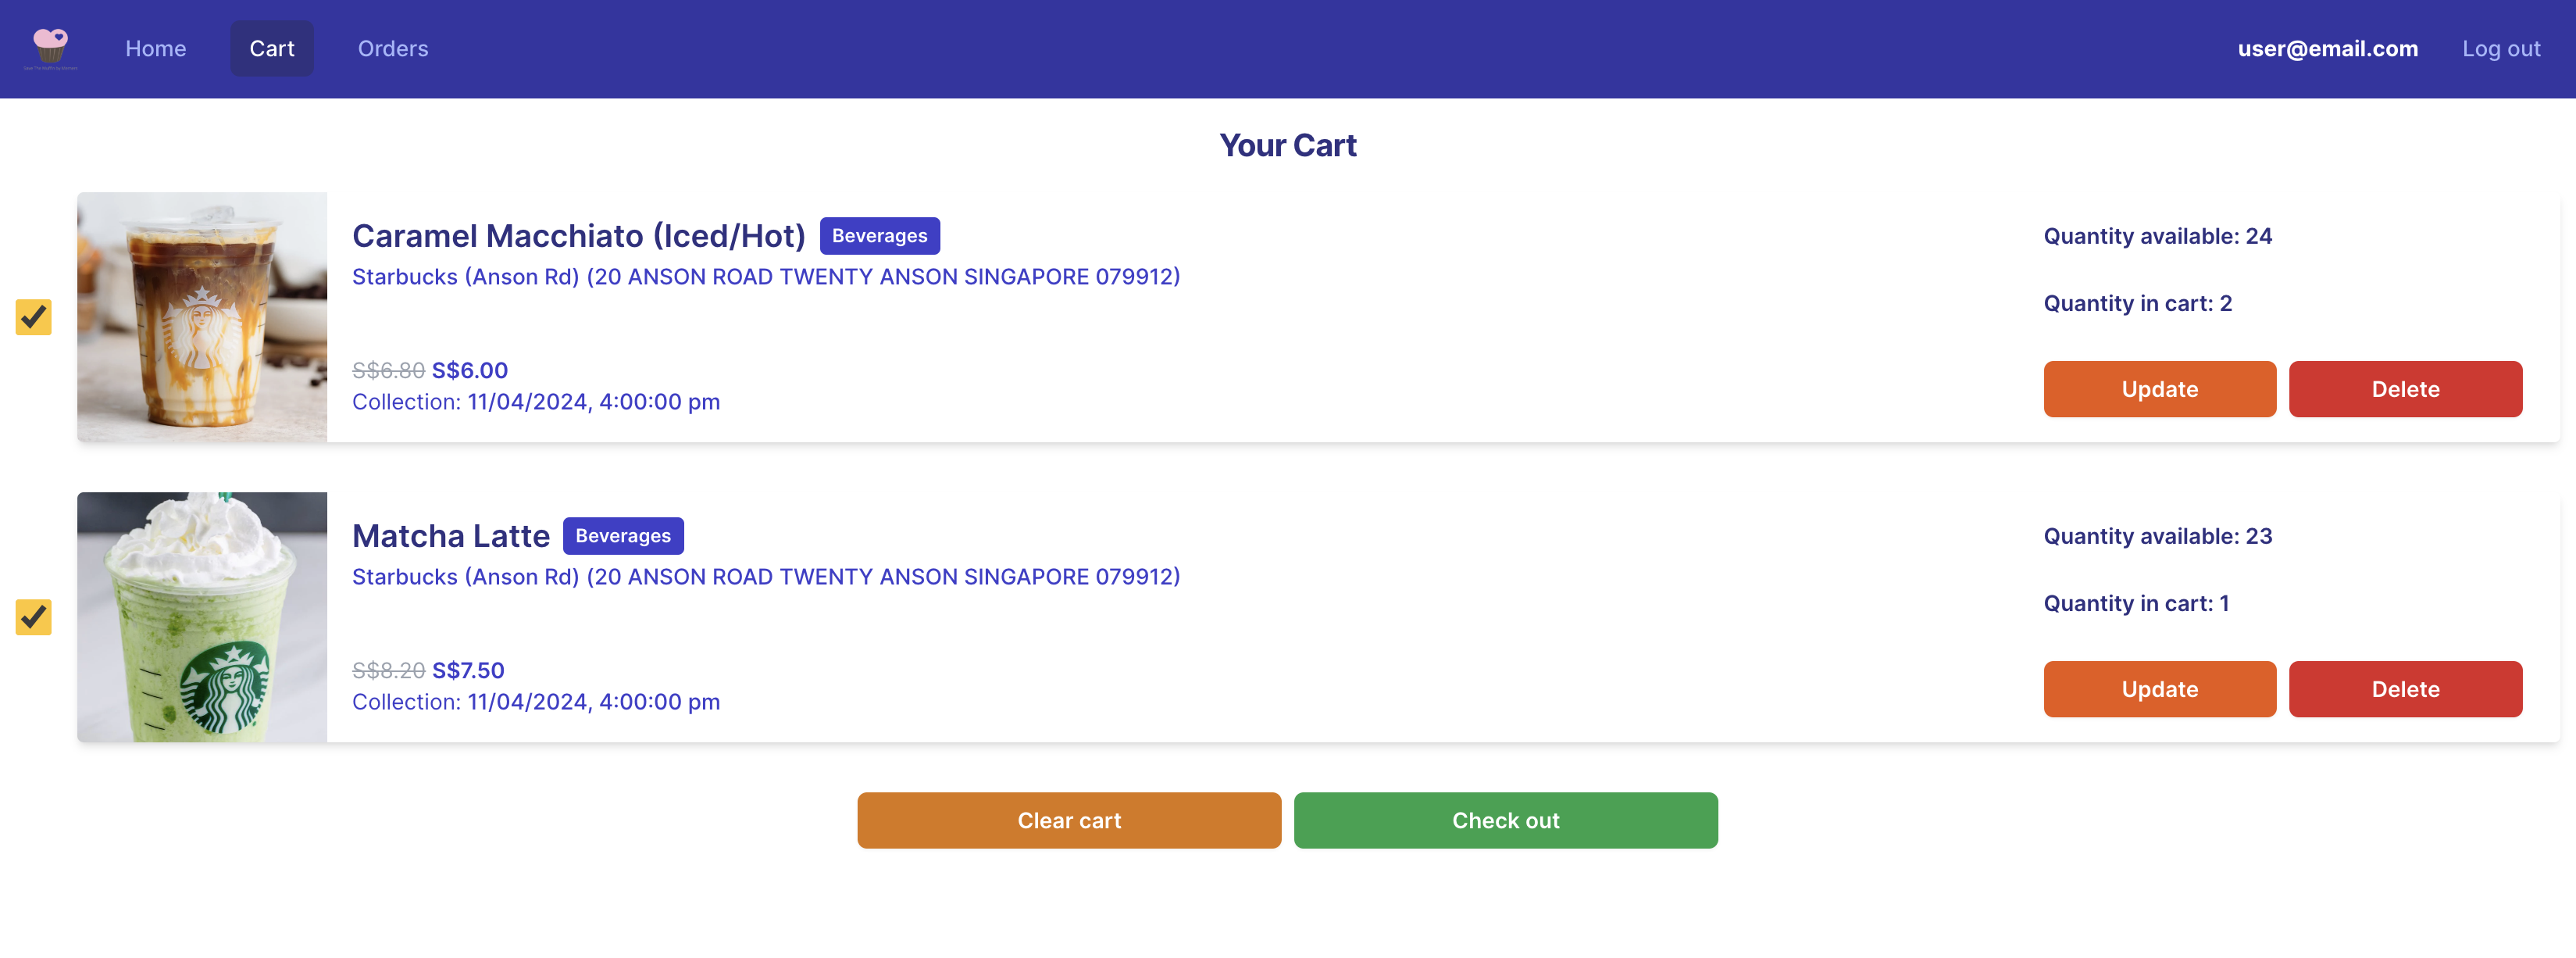 Home
Cart
Orders
user@email.com
Log out
Your Cart
Caramel Macchiato (Iced/Hot)
Beverages
Starbucks (Anson Rd) (20 ANSON ROAD TWENTY ANSON SINGAPORE 079912)
S$6.80 S$6.00
Collection: 11/04/2024, 4:00:00 pm
Quantity available: 24
Quantity in cart: 2
Update
Delete
Matcha Latte
Beverages
Starbucks (Anson Rd) (20 ANSON ROAD TWENTY ANSON SINGAPORE 079912)
S$8.20 S$7.50
Collection: 11/04/2024, 4:00:00 pm
Quantity available: 23
Quantity in cart: 1
Update
Delete
Clear cart
Check out